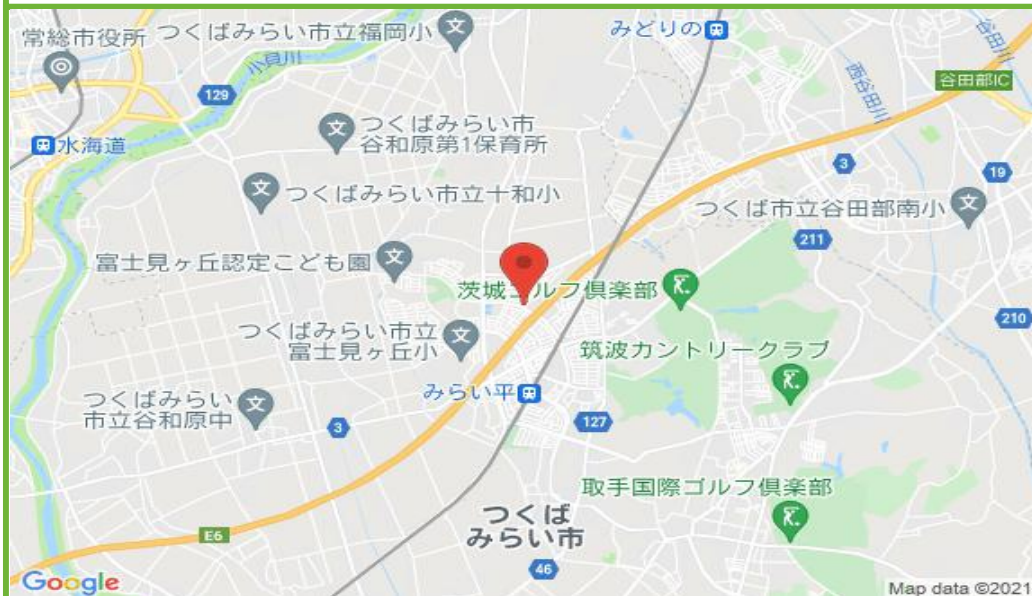 常総市役所
つくばみらい市立福岡小
みどりの
谷田川
小貝川
西谷田川
谷田部IC
129
水海道
つくばみらい市
谷和原第1保育所
3
19
つくばみらい市立十和小
つくば市立谷田部南小
211
富士見ヶ丘認定こども園
茨城ゴルフ倶楽部
210
つくばみらい市立
富士見ヶ丘小
筑波カントリークラブ
みらい平
つくばみらい
市立谷和原中
3
127
取手国際ゴルフ倶楽部
つくば
みらい市
E6
46
Google
Map data ©2021